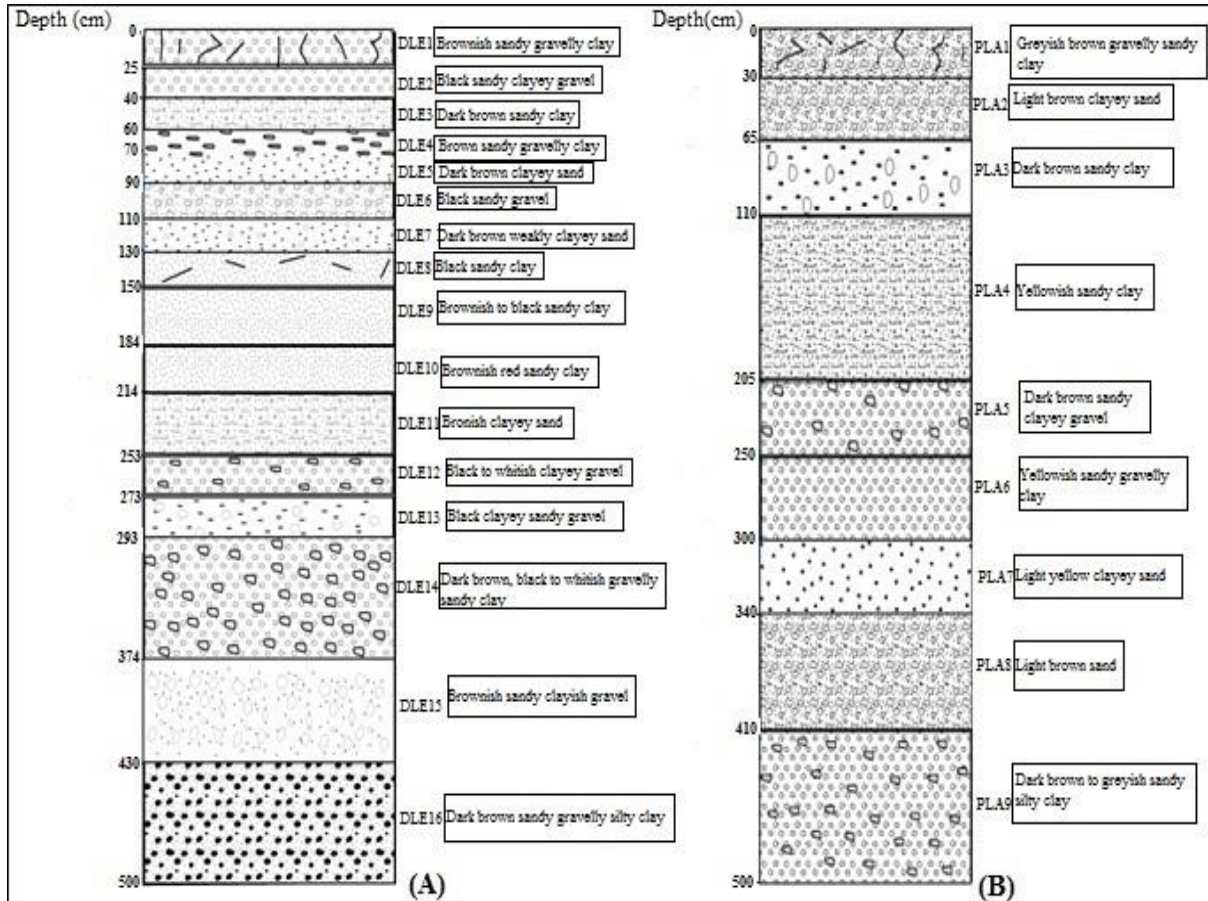 Depth (cm)
0
DLE1 Brownish sandy gravelly clay
25
DLE2 Black sandy clayey gravel
40
DLE3 Dark brown sandy clay
60
DLE4 Brown sandy gravelly clay
70
DLE5 Dark brown clayey sand
90
DLE6 Black sandy gravel
110
DLE7 Dark brown weakly clayey sand
130
DLE8 Black sandy clay
150
DLE9 Brownish to black sandy clay
184
DLE10 Brownish red sandy clay
214
DLE11 Bronish clayey sand
253
DLE12 Black to whitish clayey gravel
273
DLE13 Black clayey sandy gravel
293
DLE14 Dark brown, black to whitish gravelly
sandy clay
374
DLE15 Brownish sandy clayish gravel
430
DLE16 Dark brown sandy gravelly silty clay
500
(A)
Depth(cm)
0
PLA1 Greyish brown gravelly sandy
clay
30
PLA2 Light brown clayey sand
65
PLA3 Dark brown sandy clay
110
PLA4 Yellowish sandy clay
205
PLA5 Dark brown sandy
clayey gravel
250
PLA6 Yellowish sandy gravelly
clay
300
PLA7 Light yellow clayey sand
340
PLA8 Light brown sand
410
PLA9 Dark brown to greyish sandy
silty clay
500
(B)